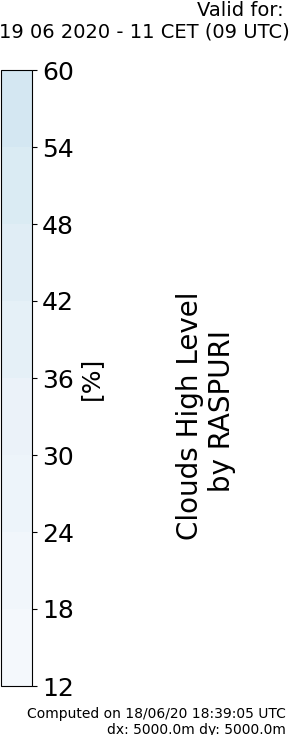 Valid for:
19 06 2020 - 11 CET (09 UTC)
60
54
48
42
36
30
24
18
12
[%]
Clouds High Level
by RASPURI
Computed on 18/06/20 18:39:05 UTC
dx: 5000.0m dy: 5000.0m